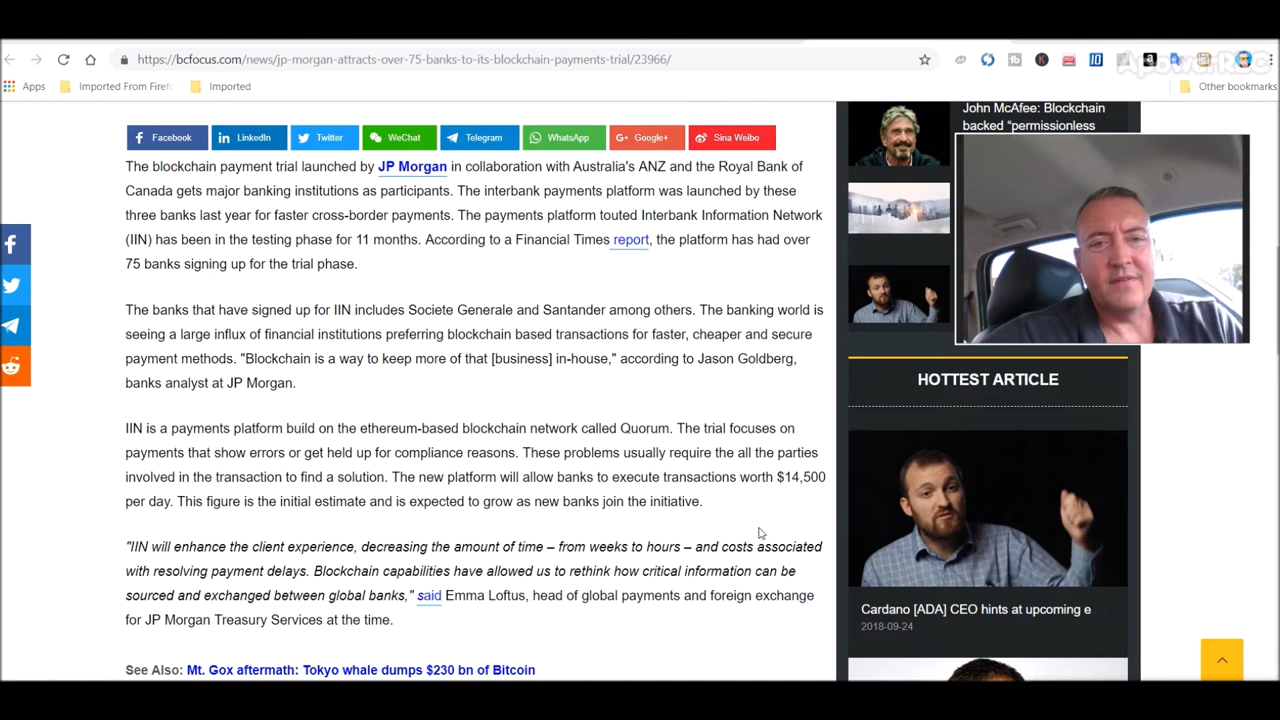 https://bcfocus.com/news/jp-morgan-attracts-over-75-banks-to-its-blockchain-payments-trial/23966/
ApowerREC
Apps
Imported From Firef
Imported
Other bookmarks
Facebook
LinkedIn
Twitter
WeChat
Telegram
WhatsApp
Google+
Sina Weibo
The blockchain payment trial launched by JP Morgan in collaboration with Australia's ANZ and the Royal Bank of
Canada gets major banking institutions as participants. The interbank payments platform was launched by these
three banks last year for faster cross-border payments. The payments platform touted Interbank Information Network
(IIN) has been in the testing phase for 11 months. According to a Financial Times report, the platform has had over
75 banks signing up for the trial phase.
The banks that have signed up for IIN includes Societe Generale and Santander among others. The banking world is
seeing a large influx of financial institutions preferring blockchain based transactions for faster, cheaper and secure
payment methods. "Blockchain is a way to keep more of that [business] in-house," according to Jason Goldberg,
banks analyst at JP Morgan.
IIN is a payments platform build on the ethereum-based blockchain network called Quorum. The trial focuses on
payments that show errors or get held up for compliance reasons. These problems usually require the all the parties
involved in the transaction to find a solution. The new platform will allow banks to execute transactions worth $14,500
per day. This figure is the initial estimate and is expected to grow as new banks join the initiative.
"IIN will enhance the client experience, decreasing the amount of time – from weeks to hours – and costs associated
with resolving payment delays. Blockchain capabilities have allowed us to rethink how critical information can be
sourced and exchanged between global banks," said Emma Loftus, head of global payments and foreign exchange
for JP Morgan Treasury Services at the time.
See Also: Mt. Gox aftermath: Tokyo whale dumps $230 bn of Bitcoin
John McAfee: Blockchain
backed "permissionless
HOTTEST ARTICLE
Cardano [ADA] CEO hints at upcoming e...
2018-09-24